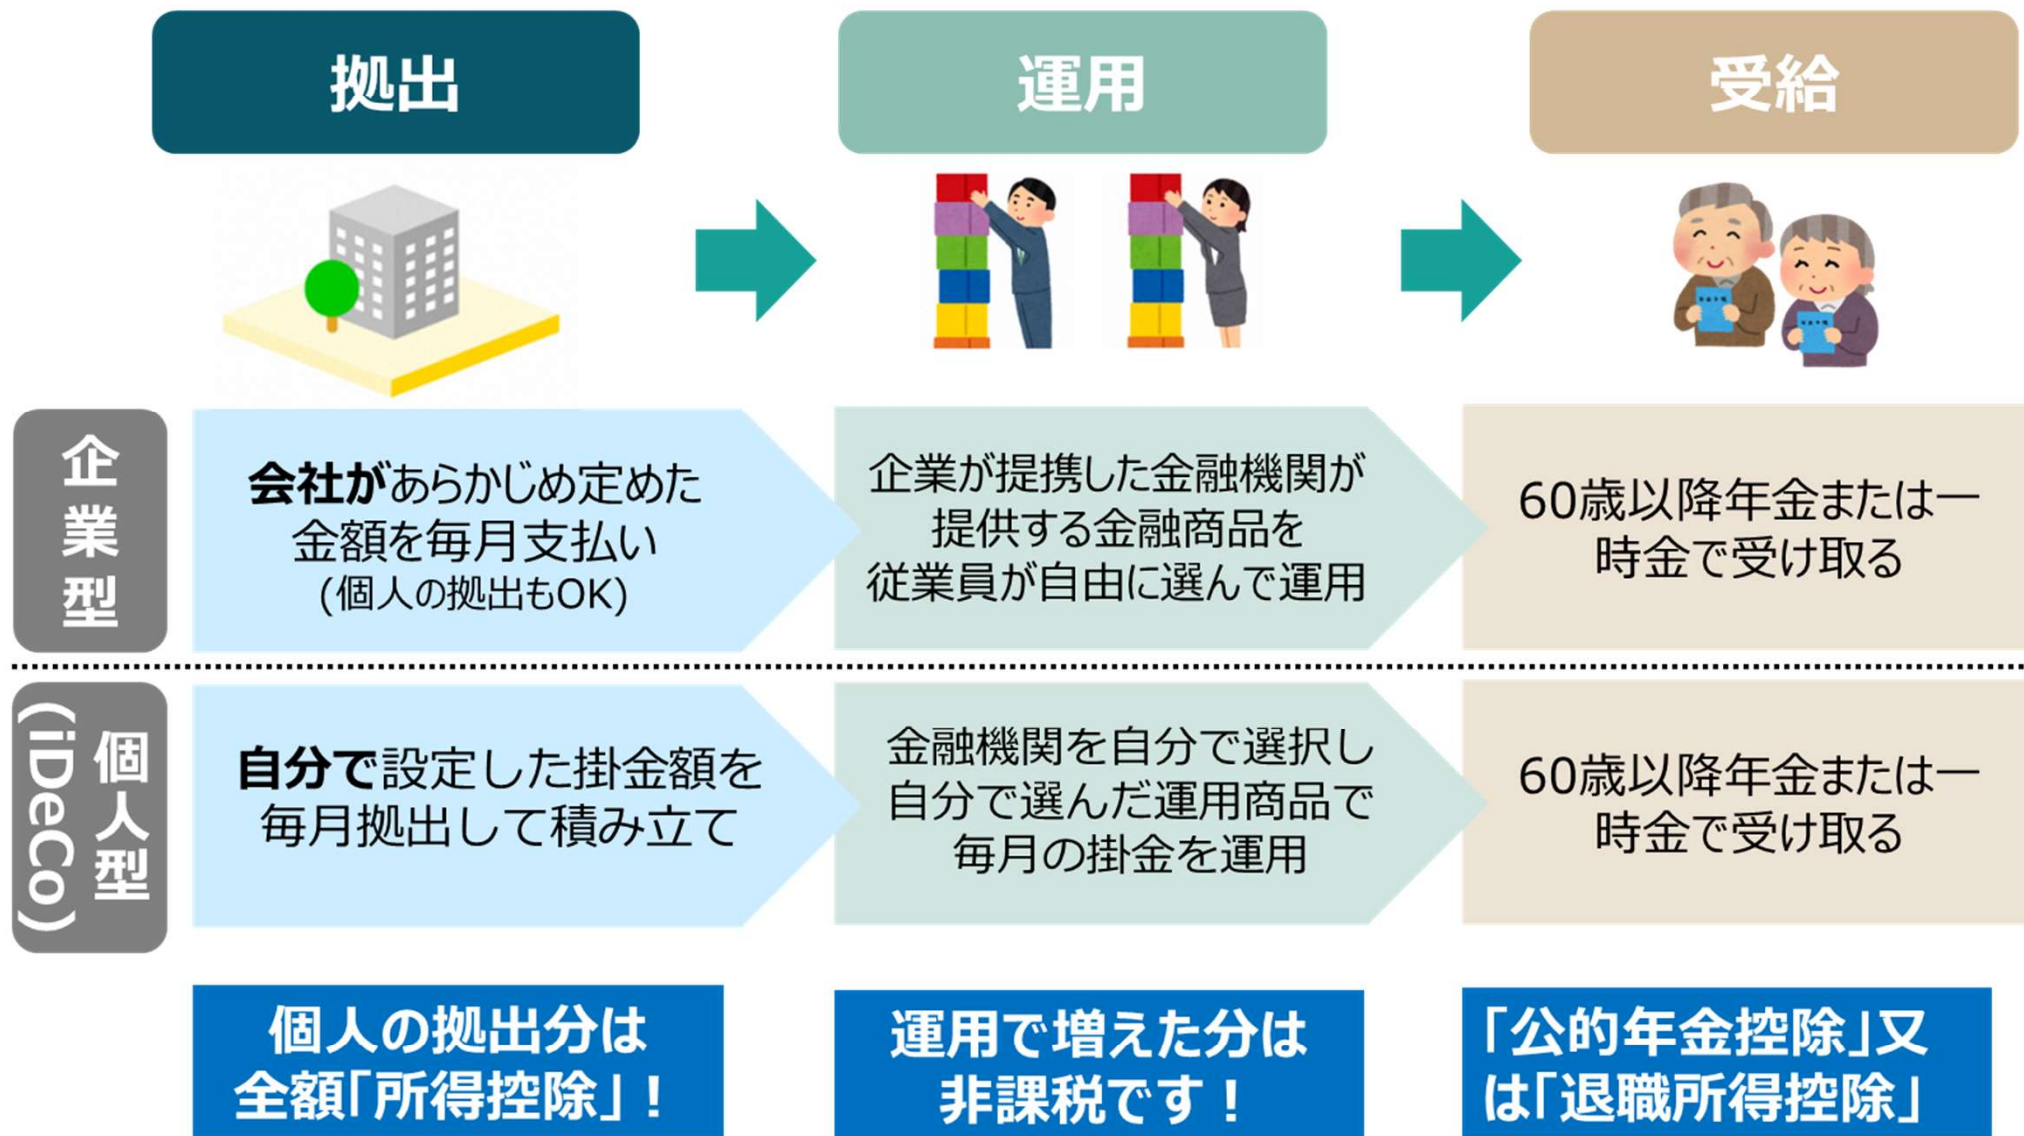 拠出
運用
受給
企業型
会社があらかじめ定めた
金額を毎月支払い
(個人の拠出もOK)
企業が提携した金融機関が
提供する金融商品を
従業員が自由に選んで運用
60歳以降年金または一
時金で受け取る
個人型
(iDeCo)
自分で設定した掛金額を
毎月拠出して積み立て
金融機関を自分で選択し
自分で選んだ運用商品で
毎月の掛金を運用
60歳以降年金または一
時金で受け取る
個人の拠出分は
全額「所得控除」！
運用で増えた分は
非課税です！
「公的年金控除」又
は「退職所得控除」